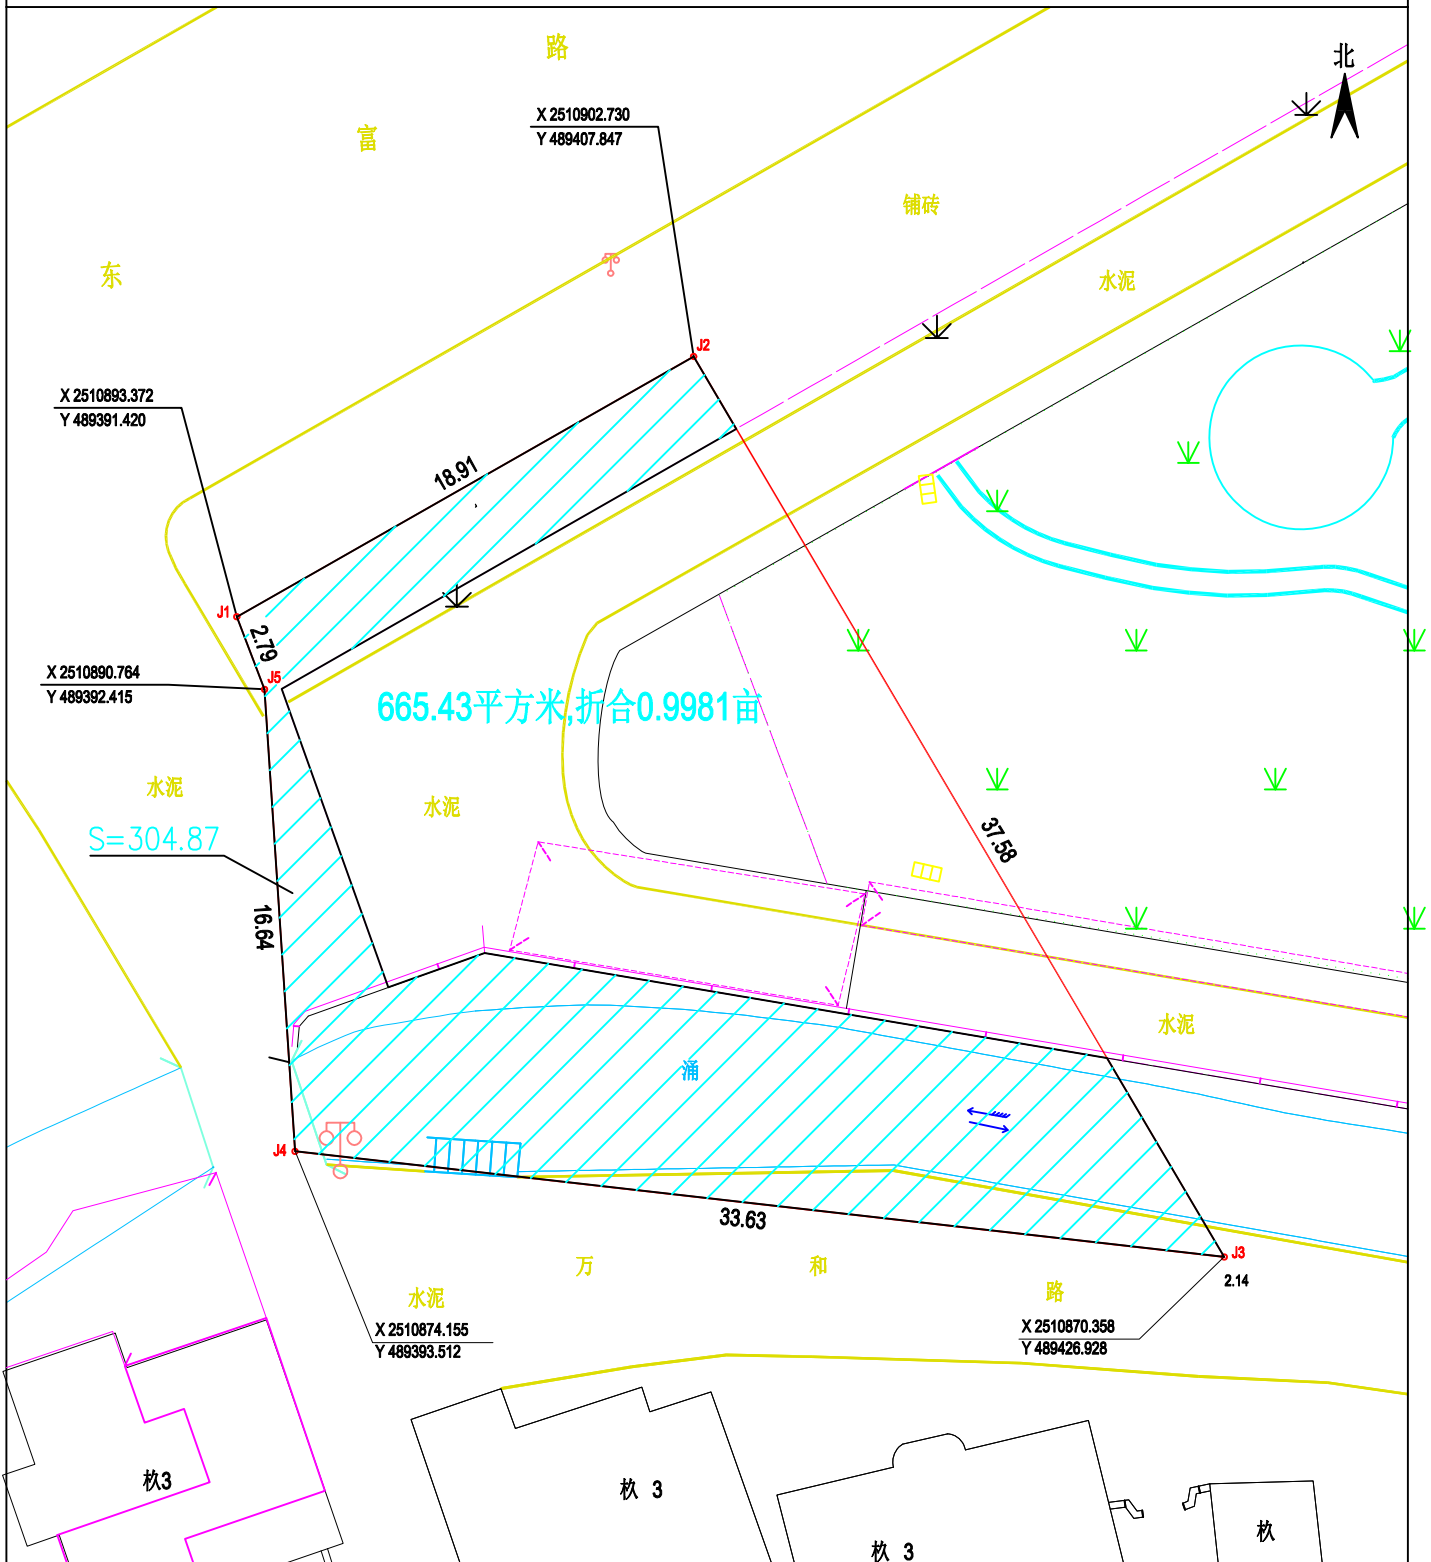 路
北
X 2510902.730
Y 489407.847
富
铺砖
东
水泥
J2
X 2510893.372
Y 489391.420
18.91
J1
2.79
X 2510890.764
Y 489392.415
J5
665.43平方米,折合0.9981亩
水泥
水泥
S=304.87
37.58
16.64
水泥
涌
J4
33.63
J3
2.14
万
和
路
水泥
X 2510874.155
Y 489393.512
X 2510870.358
Y 489426.928
杦3
杦 3
杦 3
杦